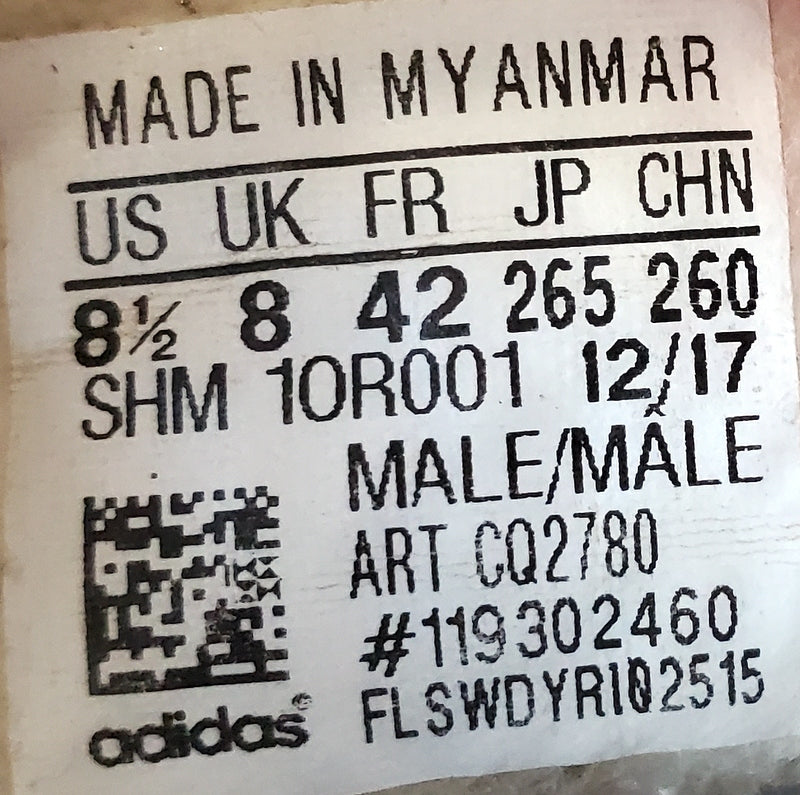 MADE IN MYANMAR
US UK FR JP CHN
8½ 8 42 265 260
SHM 10R001 12/17
MALE/MÂLE
ART CQ2780
#119302460
FLSWDYRI02515
adidas®